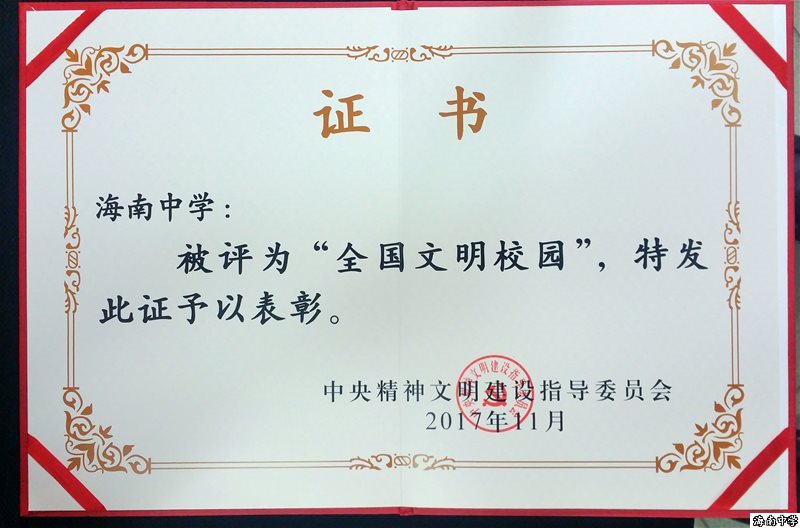 证 书
海南中学：
被评为“全国文明校园”，特发
此证予以表彰。
中央精神文明建设指导委员会
2017年11月
海南中学